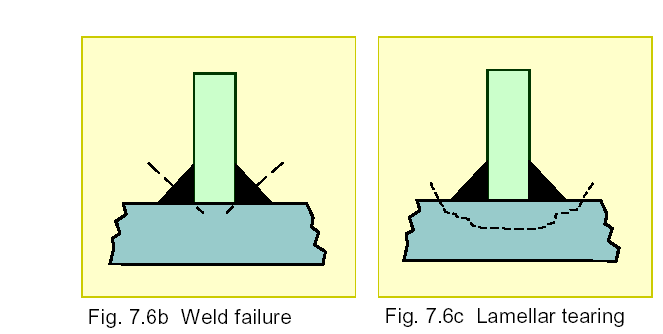 Fig. 7.6b Weld failure
Fig. 7.6c Lamellar tearing